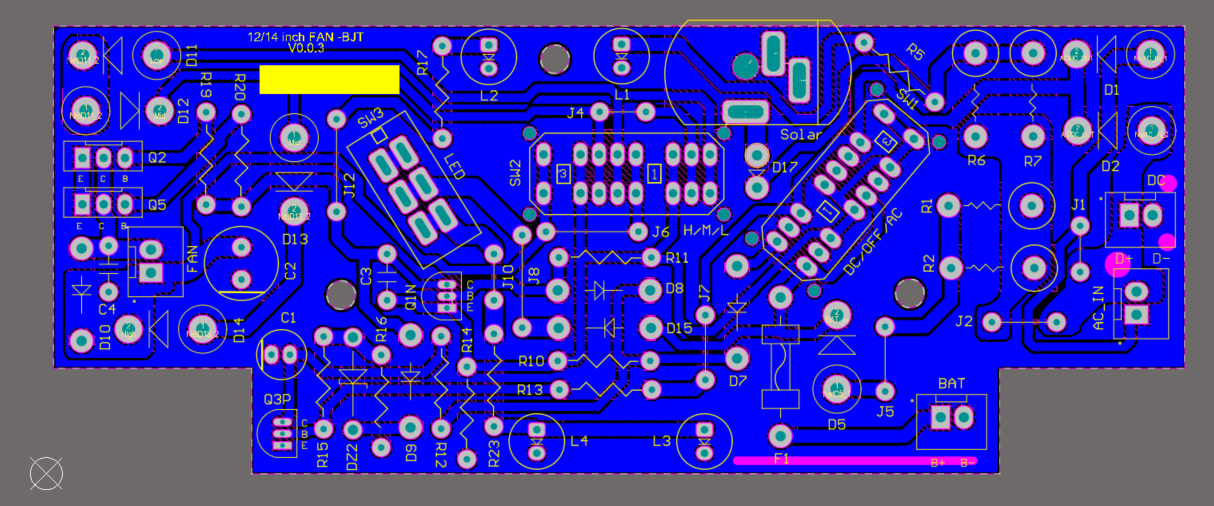 12/14 inch FAN -BJT
V0.0.3
D11
R17
L2
L1
R5
D1
D12
R19
R20
SW3
J4
Solar
SW1
3
R6
R7
D2
Q2
E C B
LED
SW2
3
1
D17
DC
Q5
E C B
J12
1
R1
J1
D13
J6
H/M/L
DC/OFF/AC
D+ D-
FAN
C2
C3
J10
J8
R11
R2
C4
Q1N
C
B
E
D8
J7
AC_IN
D10
D14
C1
R16
R14
D15
J2
R10
D7
R13
BAT
Q3P
C
B
E
J5
R15
DZ2
D9
R12
R23
L4
L3
F1
D5
B+ B-